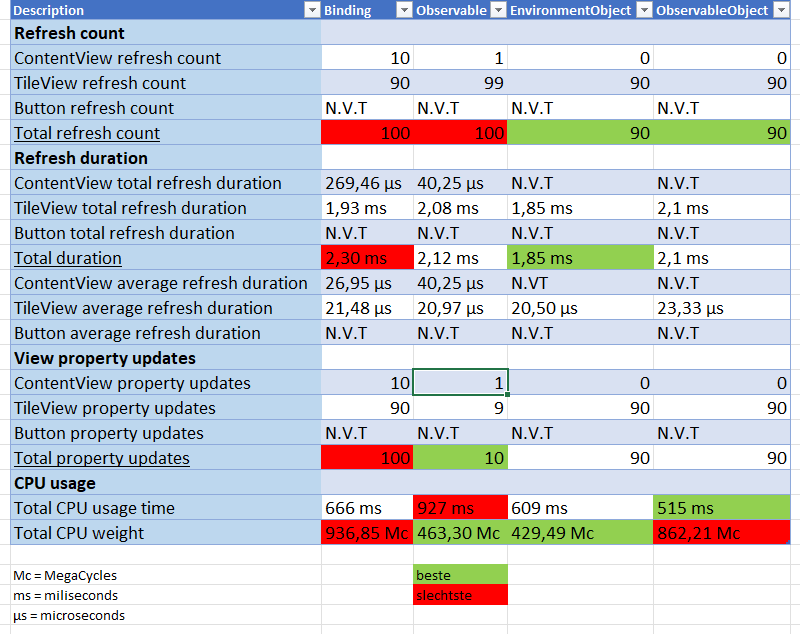 Description Binding Observable EnvironmentObject ObservableObject
Refresh count
ContentView refresh count 10 1 0 0
TileView refresh count 90 99 90 90
Button refresh count N.V.T N.V.T N.V.T N.V.T
Total refresh count 100 100 90 90
Refresh duration
ContentView total refresh duration 269,46 µs 40,25 µs N.V.T N.V.T
TileView total refresh duration 1,93 ms 2,08 ms 1,85 ms 2,1 ms
Button total refresh duration N.V.T N.V.T N.V.T N.V.T
Total duration 2,30 ms 2,12 ms 1,85 ms 2,1 ms
ContentView average refresh duration 26,95 µs 40,25 µs N.VT N.V.T
TileView average refresh duration 21,48 µs 20,97 µs 20,50 µs 23,33 µs
Button average refresh duration N.V.T N.V.T N.V.T N.V.T
View property updates
ContentView property updates 10 1 0 0
TileView property updates 90 9 90 90
Button property updates N.V.T N.V.T N.V.T N.V.T
Total property updates 100 10 90 90
CPU usage
Total CPU usage time 666 ms 927 ms 609 ms 515 ms
Total CPU weight 936,85 Mc 463,30 Mc 429,49 Mc 862,21 Mc
Mc = MegaCycles beste
ms = miliseconds slechtste
µs = microseconds